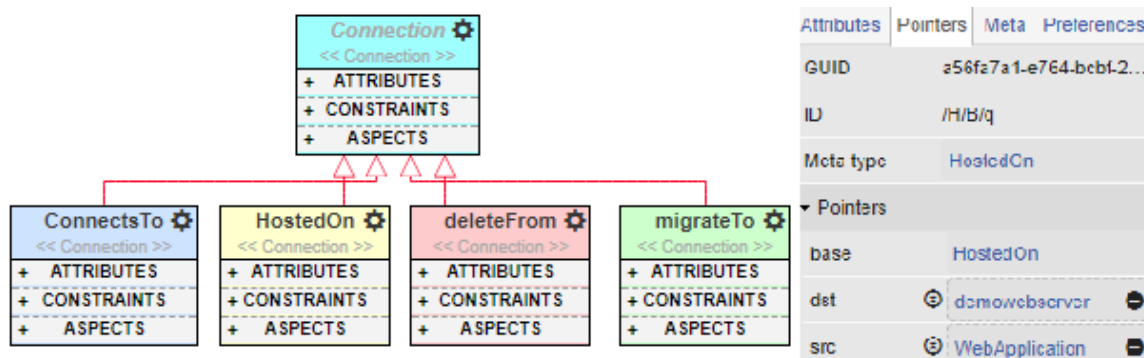 Connection
<< Connection >>
+ ATTRIBUTES
+ CONSTRAINTS
+ ASPECTS
ConnectsTo
<< Connection >>
+ ATTRIBUTES
+ CONSTRAINTS
+ ASPECTS
HostedOn
<< Connection >>
+ ATTRIBUTES
+ CONSTRAINTS
+ ASPECTS
deleteFrom
<< Connection >>
+ ATTRIBUTES
+ CONSTRAINTS
+ ASPECTS
migrateTo
<< Connection >>
+ ATTRIBUTES
+ CONSTRAINTS
+ ASPECTS
Attributes Pointers Meta Preferences
GUID
ID /H/B/q
Meta type HostedOn
Pointers
base HostedOn
dst demowebserver
src WebApplication